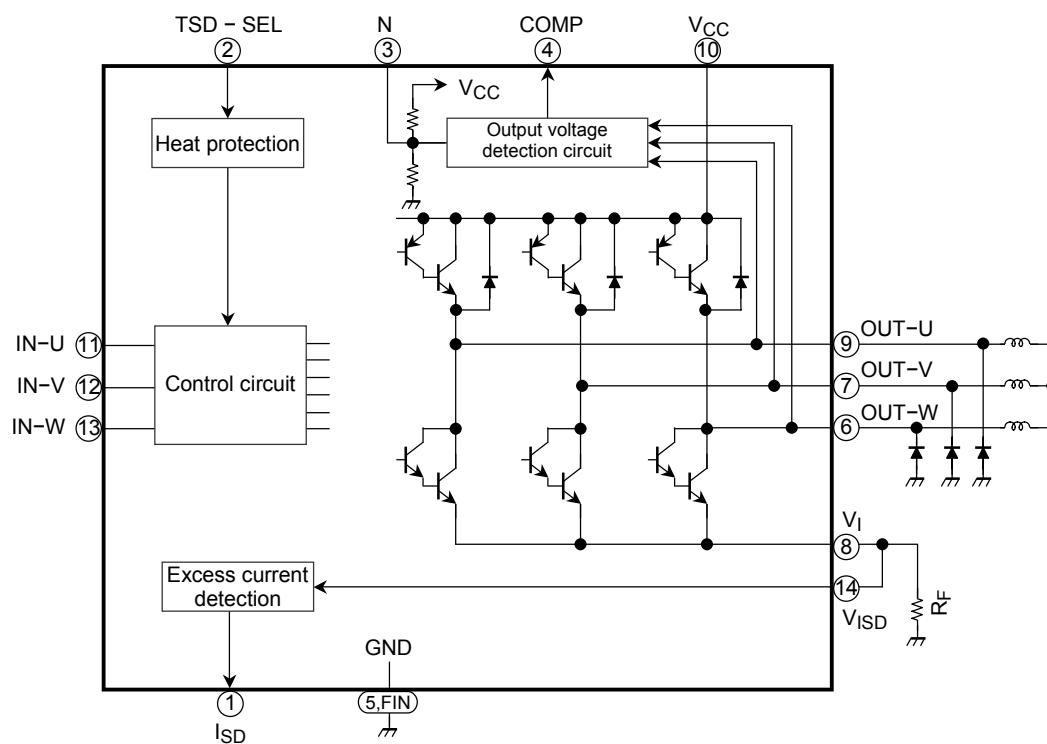 TSD − SEL
N
COMP
VCC
2
3
4
10
VCC
Heat protection
Output voltage
detection circuit
IN−U 11
IN−V 12
IN−W 13
Control circuit
9 OUT−U
7 OUT−V
6 OUT−W
VI
8
14
VISD
RF
Excess current
detection
GND
5,FIN
1
ISD